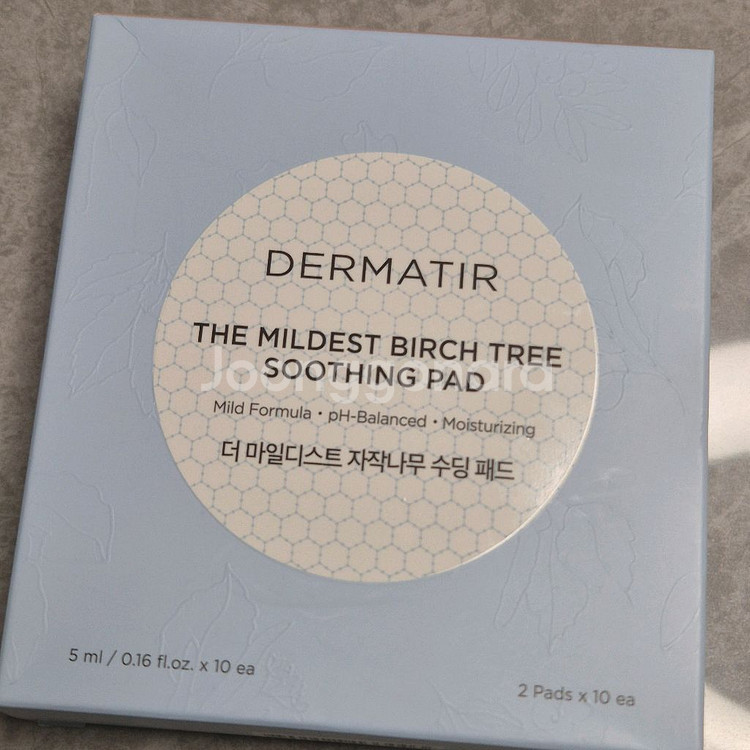 DERMATIR
THE MILDEST BIRCH TREE
SOOTHING PAD
Joonggonara
Mild Formula • pH-Balanced • Moisturizing
더 마일디스트 자작나무 수딩 패드
5 ml / 0.16 fl.oz. x 10 ea
2 Pads x 10 ea